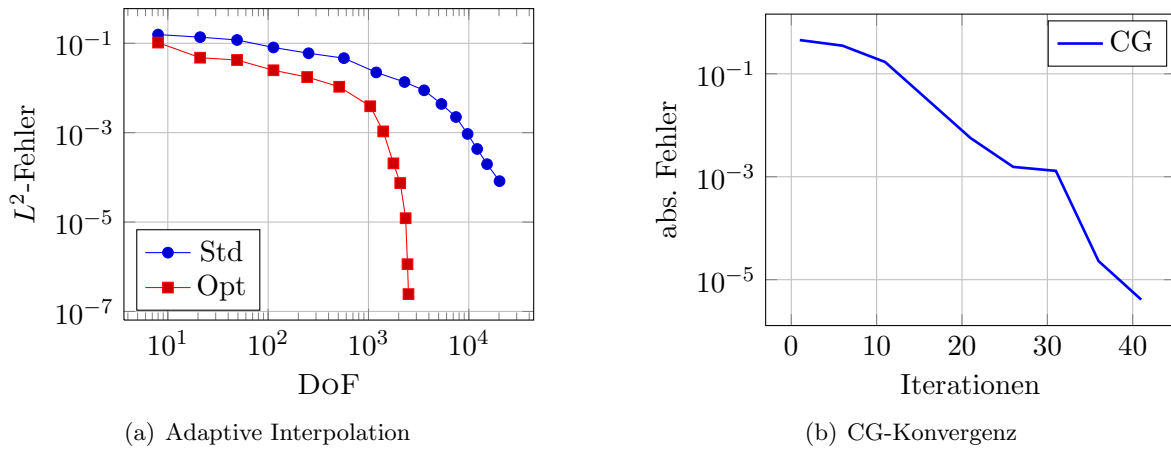 10^−1
10^−3
10^−5
10^−7
L^2-Fehler
Std
Opt
10^1
10^2
10^3
10^4
DoF
(a) Adaptive Interpolation
10^−1
10^−3
10^−5
abs. Fehler
CG
0
10
20
30
40
Iterationen
(b) CG-Konvergenz